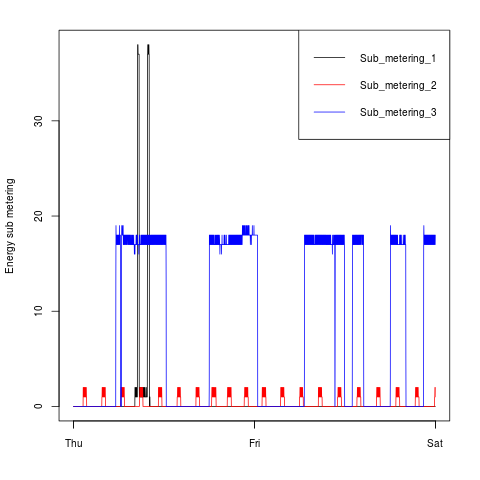 Sub_metering_1
Sub_metering_2
Sub_metering_3
Energy sub metering
30
20
10
0
Thu
Fri
Sat